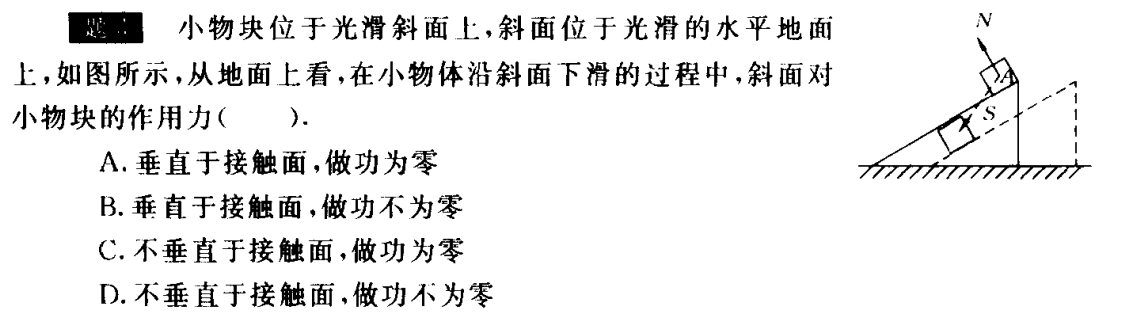 题 小物块位于光滑斜面上,斜面位于光滑的水平地面
上,如图所示,从地面上看,在小物体沿斜面下滑的过程中,斜面对
小物块的作用力(  ).
A. 垂直于接触面,做功为零
B. 垂直于接触面,做功不为零
C. 不垂直于接触面,做功为零
D. 不垂直于接触面,做功不为零
N
A
S